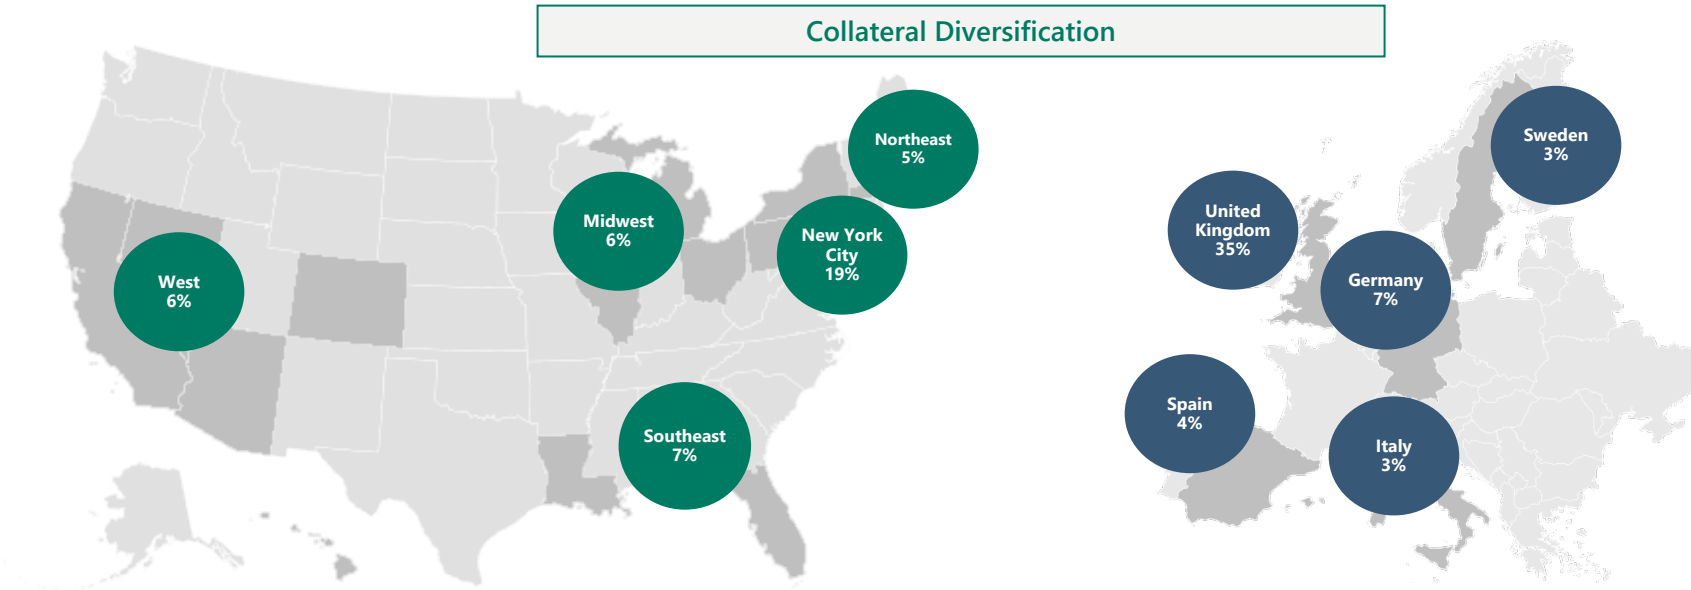 Collateral Diversification
Northeast
5%
Midwest
6%
New York
City
19%
West
6%
Southeast
7%
Sweden
3%
United
Kingdom
35%
Germany
7%
Spain
4%
Italy
3%